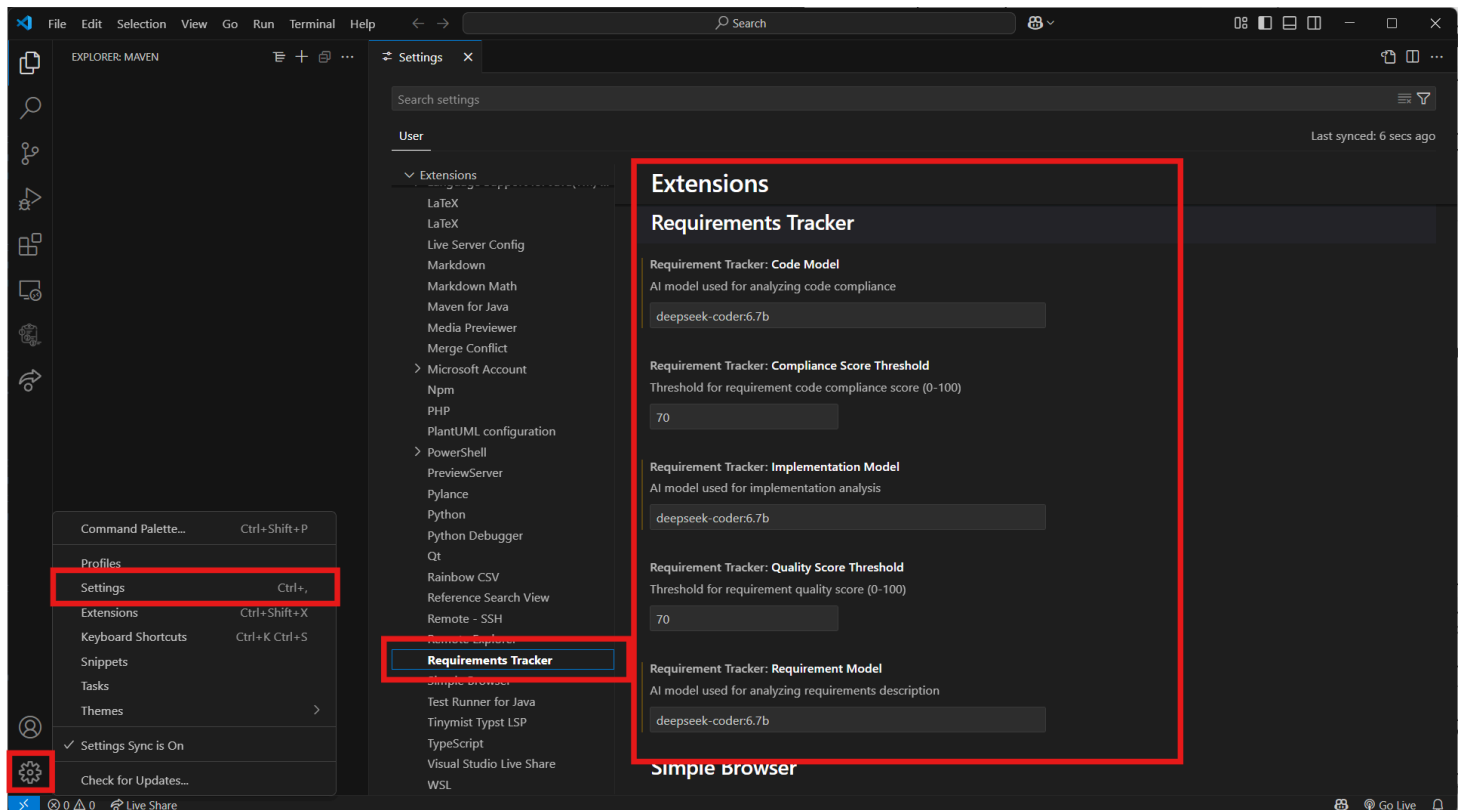 File Edit Selection View Go Run Terminal Help
Search
EXPLORER: MAVEN
Settings
Search settings
User
Last synced: 6 secs ago
Extensions
LaTeX
LaTeX
Live Server Config
Markdown
Markdown Math
Maven for Java
Media Previewer
Merge Conflict
Microsoft Account
Npm
PHP
PlantUML configuration
PowerShell
PreviewServer
Pylance
Python
Python Debugger
Qt
Rainbow CSV
Reference Search View
Remote - SSH
Remote Explorer
Requirements Tracker
Simple Browser
Test Runner for Java
Tinymist Typst LSP
TypeScript
Visual Studio Live Share
WSL
Extensions
Requirements Tracker
Requirement Tracker: Code Model
AI model used for analyzing code compliance
deepseek-coder:6.7b
Requirement Tracker: Compliance Score Threshold
Threshold for requirement code compliance score (0-100)
70
Requirement Tracker: Implementation Model
AI model used for implementation analysis
deepseek-coder:6.7b
Requirement Tracker: Quality Score Threshold
Threshold for requirement quality score (0-100)
70
Requirement Tracker: Requirement Model
AI model used for analyzing requirements description
deepseek-coder:6.7b
Simple Browser
Command Palette... Ctrl+Shift+P
Profiles
Settings Ctrl+,
Extensions Ctrl+Shift+X
Keyboard Shortcuts Ctrl+K Ctrl+S
Snippets
Tasks
Themes
Settings Sync is On
Check for Updates...
0 0 Live Share
Go Live